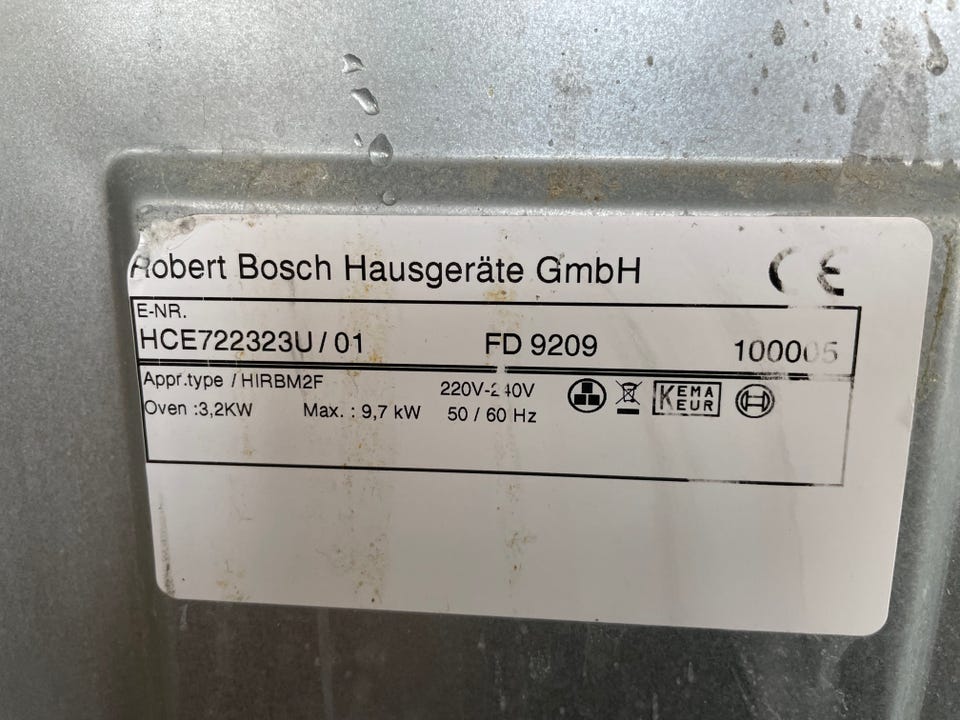 Robert Bosch Hausgeräte GmbH CE
E-NR.
HCE722323U / 01 FD 9209 100005
Appr.type / HIRBM2F 220V-240V
Oven :3,2KW Max. : 9,7 kW 50 / 60 Hz
KEMA
EUR